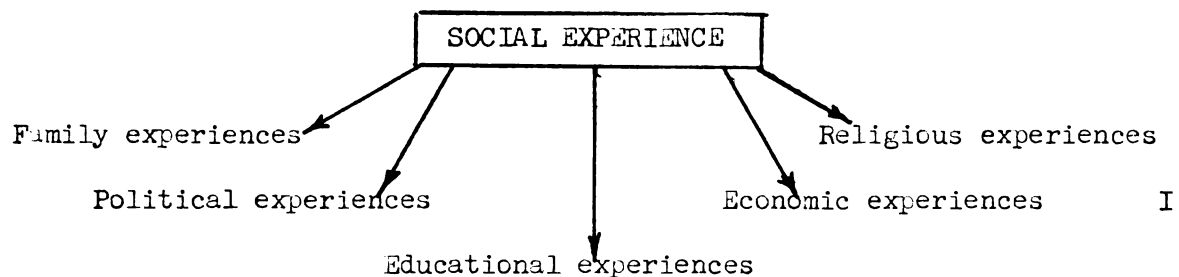 SOCIAL EXPERIENCE
Family experiences
Religious experiences
Political experiences
Economic experiences I
Educational experiences